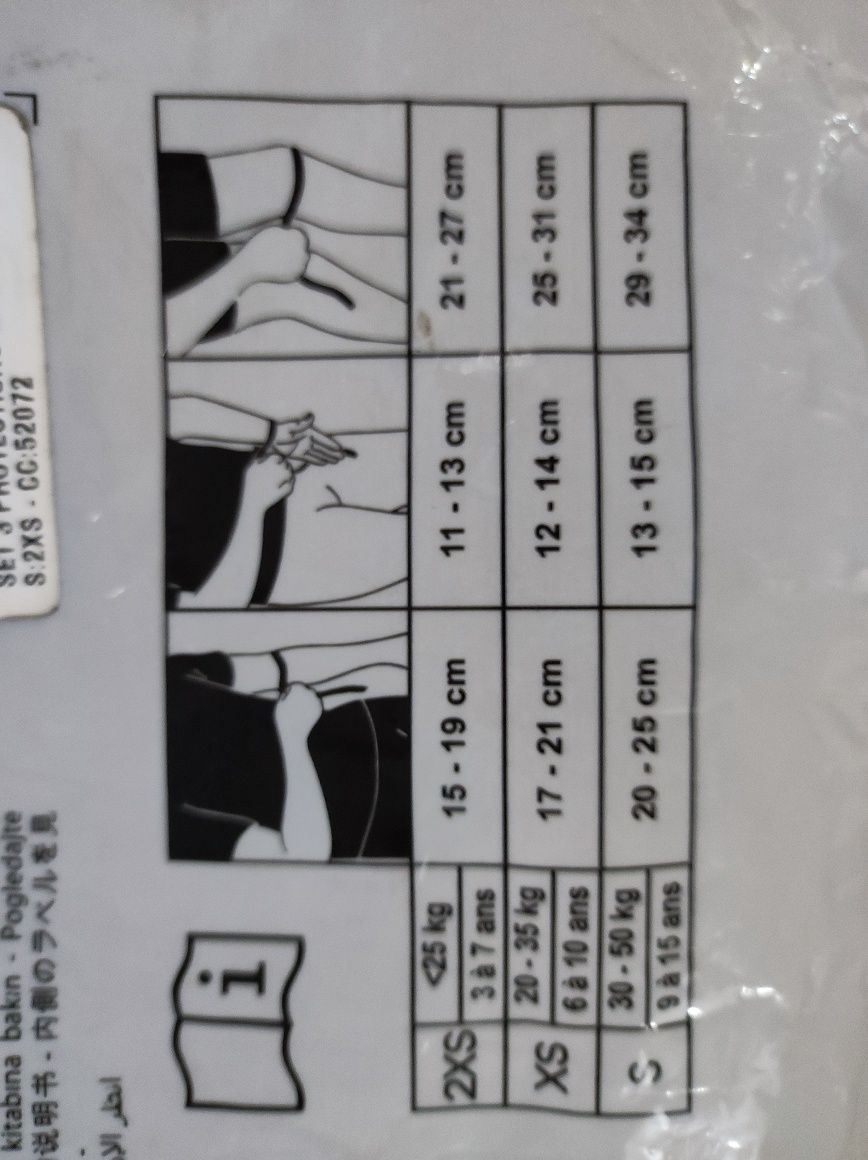 SET 3 PROTECTIONS
S:2XS - CC:52072
kitabına bakın - Pogledajte
说明书 - 内側のラベルを見
انظر
i
2XS
<25 kg
3 à 7 ans
15 - 19 cm
11 - 13 cm
21 - 27 cm
XS
20 - 35 kg
6 à 10 ans
17 - 21 cm
12 - 14 cm
25 - 31 cm
S
30 - 50 kg
9 à 15 ans
20 - 25 cm
13 - 15 cm
29 - 34 cm